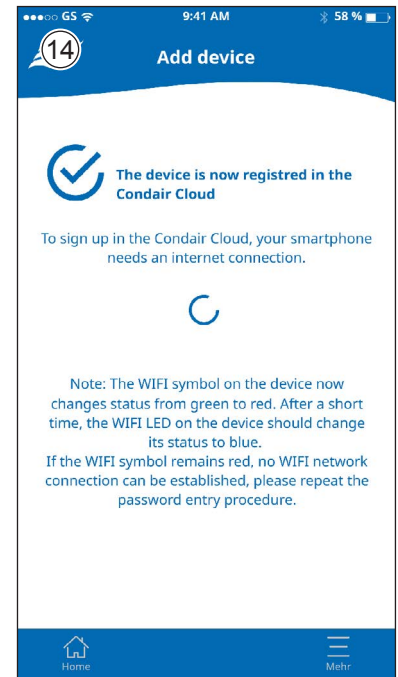 GS 9:41 AM 58 %
14
Add device
The device is now registred in the
Condair Cloud
To sign up in the Condair Cloud, your smartphone
needs an internet connection.
Note: The WIFI symbol on the device now
changes status from green to red. After a short
time, the WIFI LED on the device should change
its status to blue.
If the WIFI symbol remains red, no WIFI network
connection can be established, please repeat the
password entry procedure.
Home Mehr